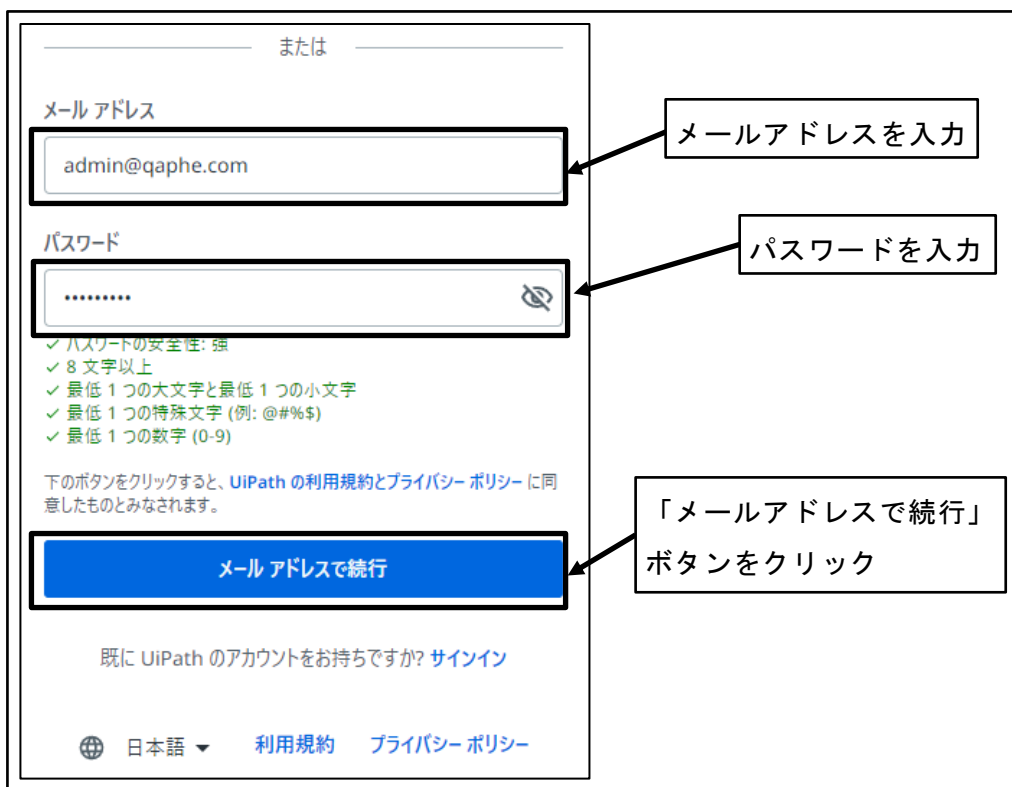 または
メール アドレス
メールアドレスを入力
admin@qaphe.com
パスワード
パスワードを入力
•••••••••
✓ パスワードの安全性: 強
✓ 8 文字以上
✓ 最低 1 つの大文字と最低 1 つの小文字
✓ 最低 1 つの特殊文字 (例: @#%$)
✓ 最低 1 つの数字 (0-9)
下のボタンをクリックすると、UiPath の利用規約とプライバシー ポリシー に同
意したものとみなされます。
「メールアドレスで続行」
ボタンをクリック
メール アドレスで続行
既に UiPath のアカウントをお持ちですか? サインイン
日本語 利用規約 プライバシー ポリシー